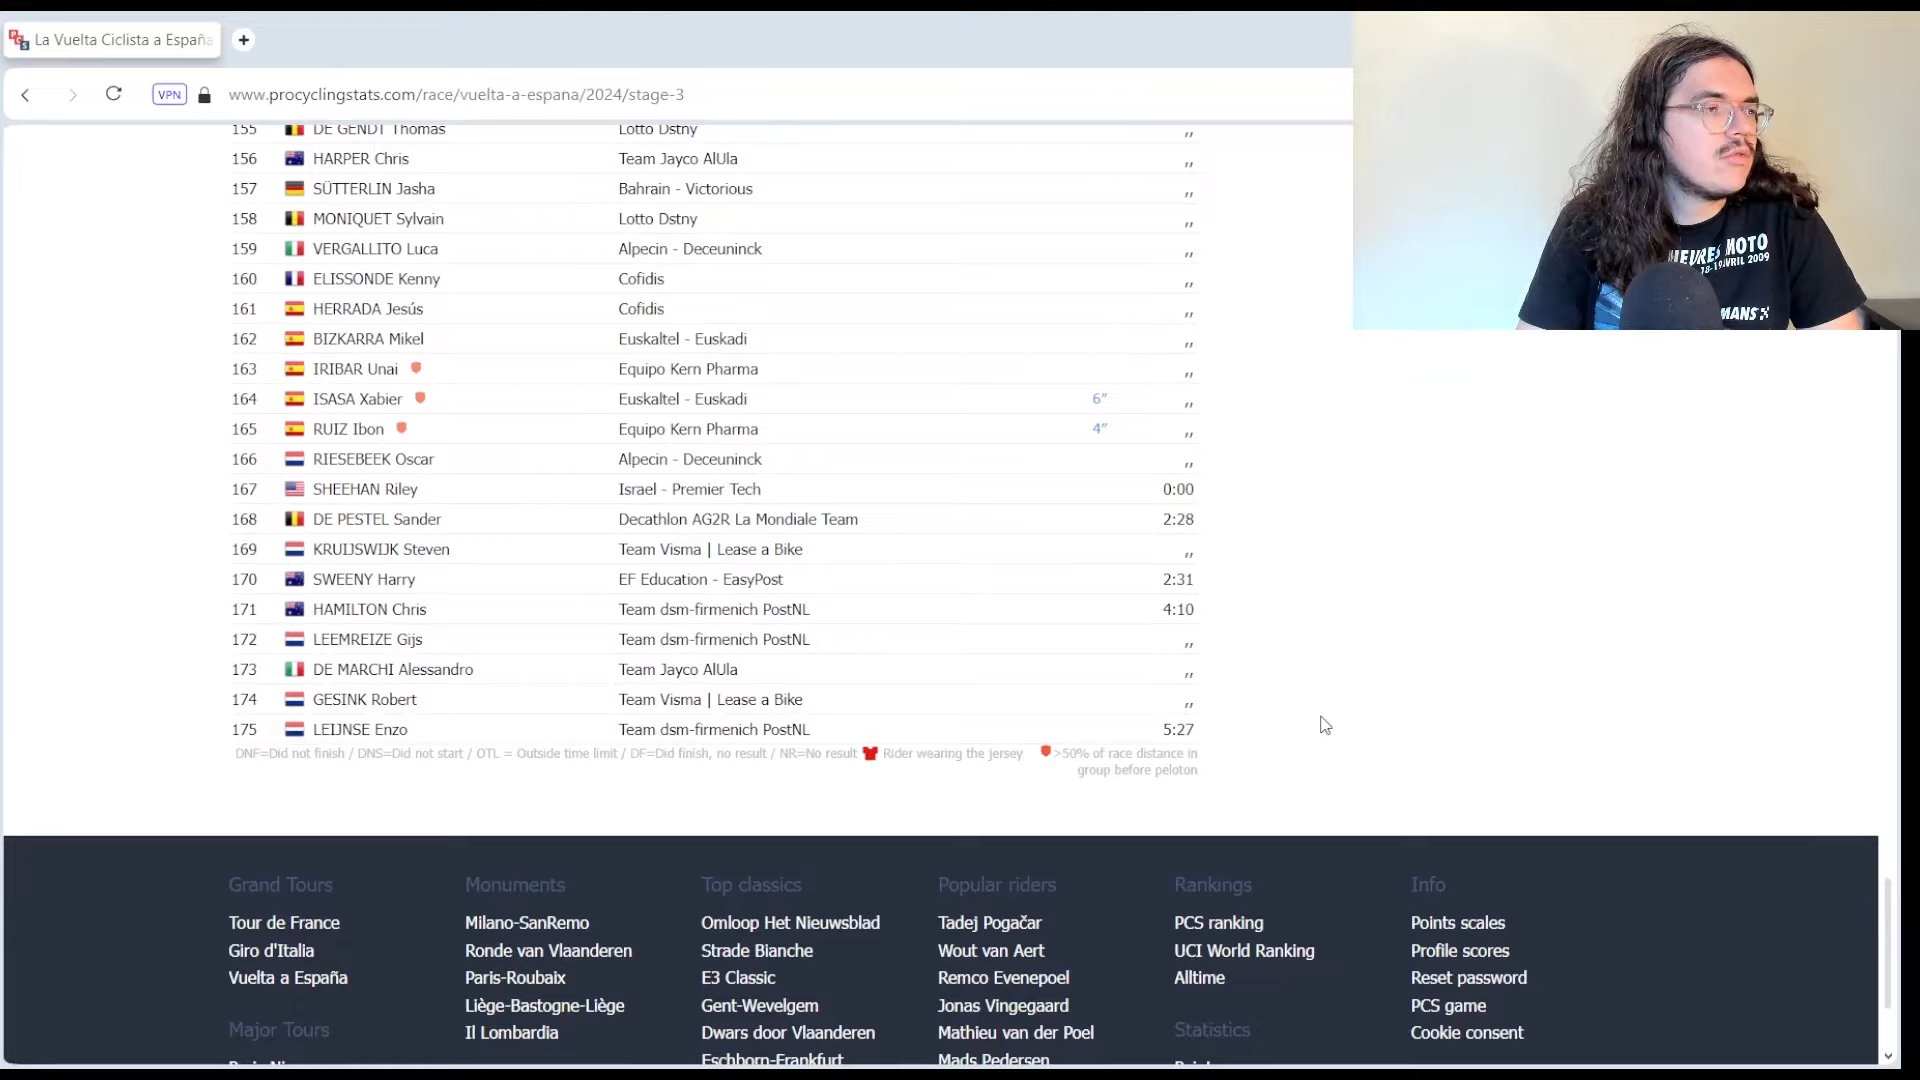 La Vuelta Ciclista a España
VPN www.procyclingstats.com/race/vuelta-a-espana/2024/stage-3
155 DE GENDT Thomas Lotto Dstny ,,
156 HARPER Chris Team Jayco AlUla ,,
157 SÜTTERLIN Jasha Bahrain - Victorious ,,
158 MONIQUET Sylvain Lotto Dstny ,,
159 VERGALLITO Luca Alpecin - Deceuninck ,,
160 ELISSONDE Kenny Cofidis ,,
161 HERRADA Jesús Cofidis ,,
162 BIZKARRA Mikel Euskaltel - Euskadi ,,
163 IRIBAR Unai Equipo Kern Pharma ,,
164 ISASA Xabier Euskaltel - Euskadi 6″ ,,
165 RUIZ Ibon Equipo Kern Pharma 4″ ,,
166 RIESEBEEK Oscar Alpecin - Deceuninck ,,
167 SHEEHAN Riley Israel - Premier Tech 0:00
168 DE PESTEL Sander Decathlon AG2R La Mondiale Team 2:28
169 KRUIJSWIJK Steven Team Visma | Lease a Bike ,,
170 SWEENY Harry EF Education - EasyPost 2:31
171 HAMILTON Chris Team dsm-firmenich PostNL 4:10
172 LEEMREIZE Gijs Team dsm-firmenich PostNL ,,
173 DE MARCHI Alessandro Team Jayco AlUla ,,
174 GESINK Robert Team Visma | Lease a Bike ,,
175 LEIJNSE Enzo Team dsm-firmenich PostNL 5:27
DNF=Did not finish / DNS=Did not start / OTL = Outside time limit / DF=Did finish, no result / NR=No result Rider wearing the jersey >50% of race distance in
group before peloton
HEURES MOTO
18-19 AVRIL 2009
MANS
Grand Tours
Tour de France
Giro d'Italia
Vuelta a España
Major Tours
Monuments
Milano-SanRemo
Ronde van Vlaanderen
Paris-Roubaix
Liège-Bastogne-Liège
Il Lombardia
Top classics
Omloop Het Nieuwsblad
Strade Bianche
E3 Classic
Gent-Wevelgem
Dwars door Vlaanderen
Eschborn-Frankfurt
Popular riders
Tadej Pogačar
Wout van Aert
Remco Evenepoel
Jonas Vingegaard
Mathieu van der Poel
Mads Pedersen
Rankings
PCS ranking
UCI World Ranking
Alltime
Statistics
Info
Points scales
Profile scores
Reset password
PCS game
Cookie consent